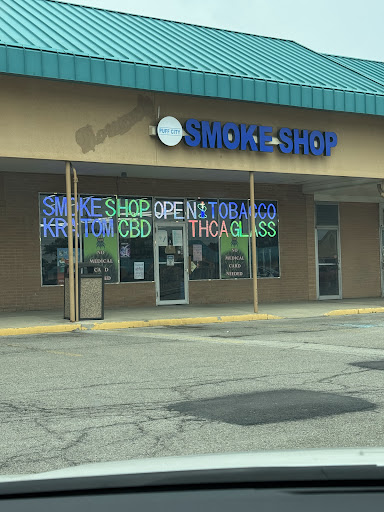 PUFF CITY
SMOKE SHOP
SMOKE SHOP OPEN TOBACCO
KRATOM CBD THCA GLASS
NO MEDICAL CARD NEEDED
NO MEDICAL CARD NEEDED